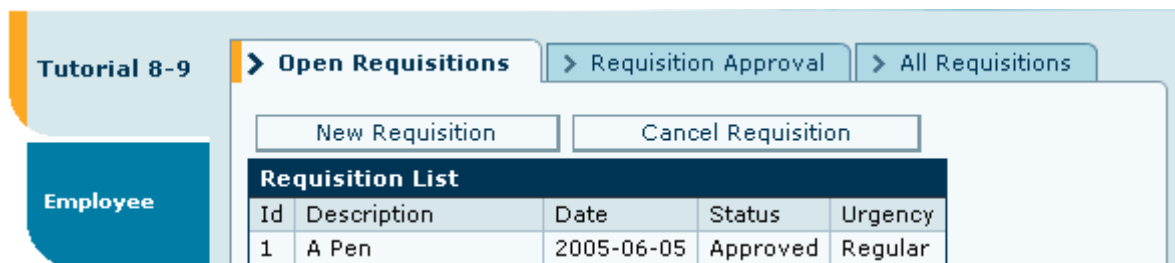 Tutorial 8-9
Open Requisitions
Requisition Approval
All Requisitions
New Requisition
Cancel Requisition
Employee
Requisition List
Id Description Date Status Urgency
1 A Pen 2005-06-05 Approved Regular